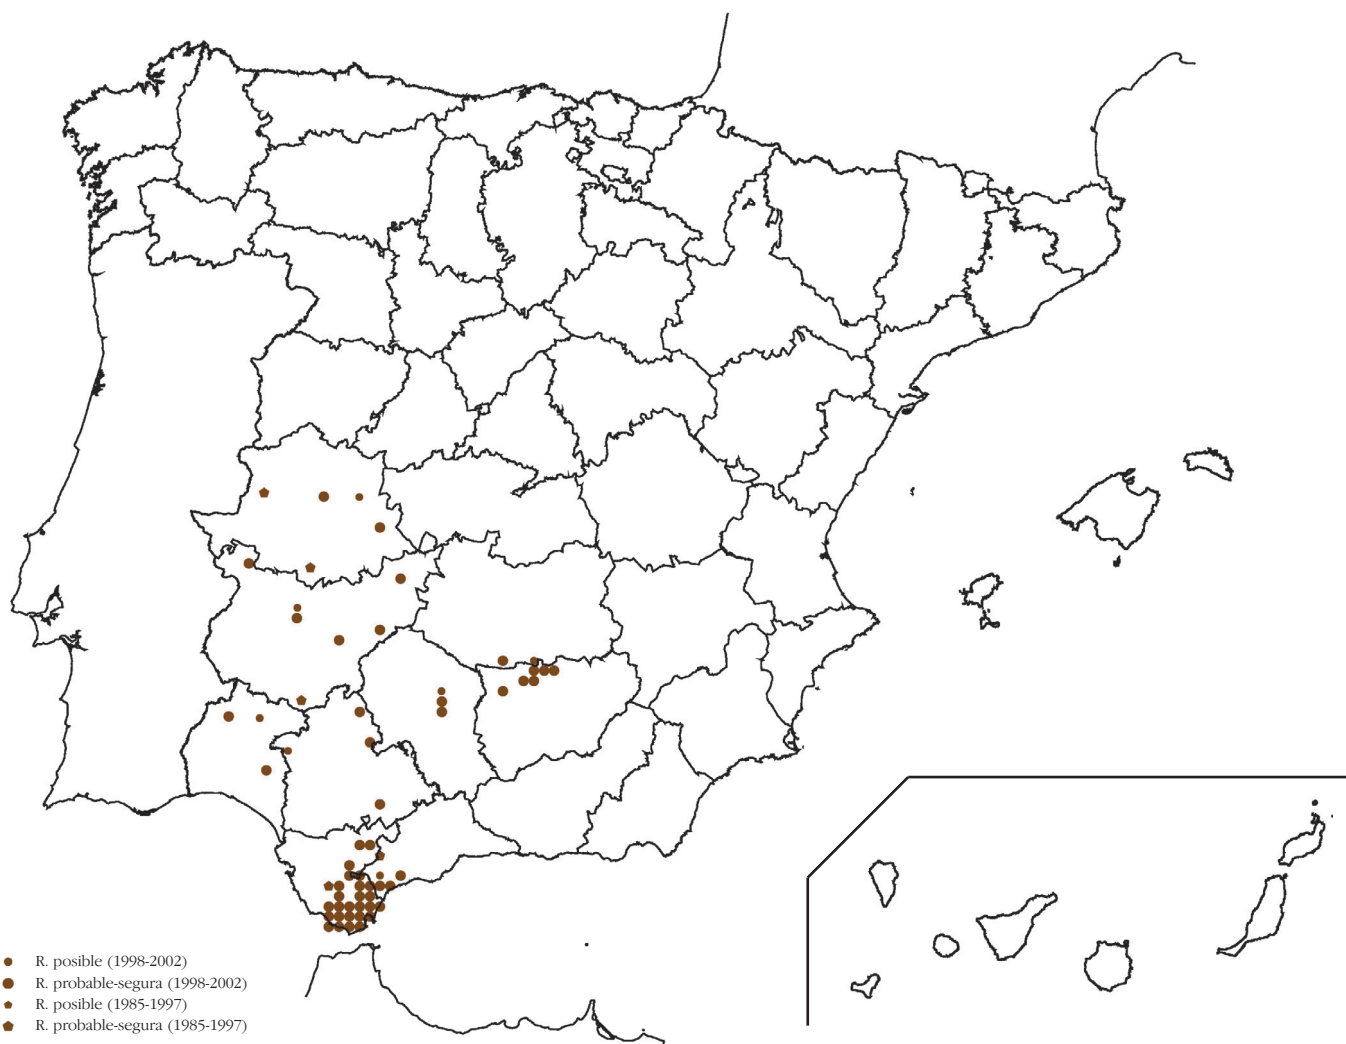 R. posible (1998-2002)
R. probable-segura (1998-2002)
R. posible (1985-1997)
R. probable-segura (1985-1997)